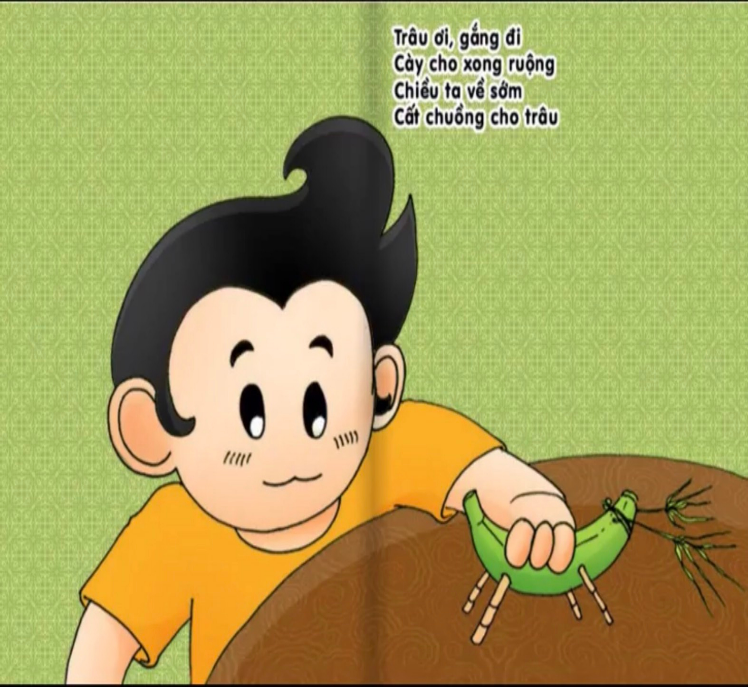 Trâu ơi, gắng đi
Cày cho xong ruộng
Chiều ta về sớm
Cất chuồng cho trâu